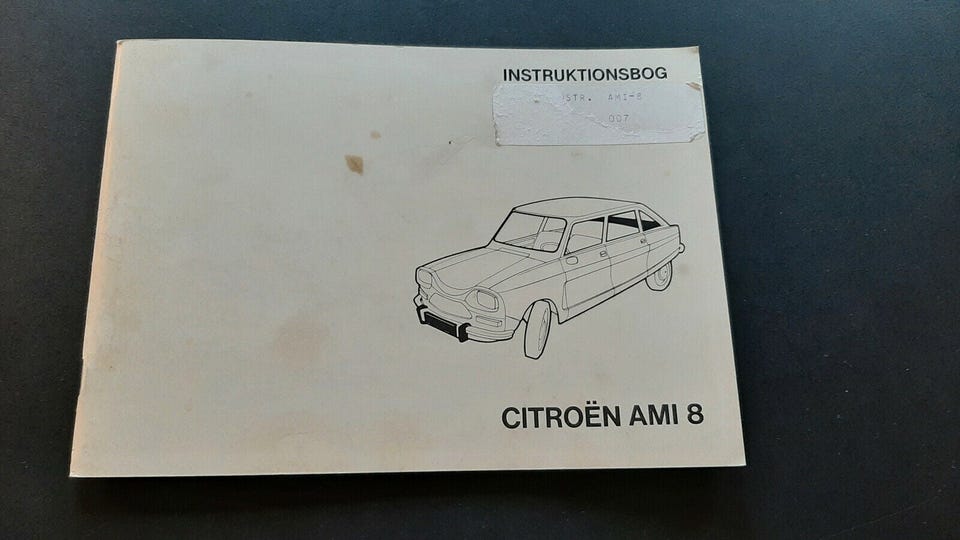 INSTRUKTIONSBOG
STR. AMI-8
007
CITROËN AMI 8